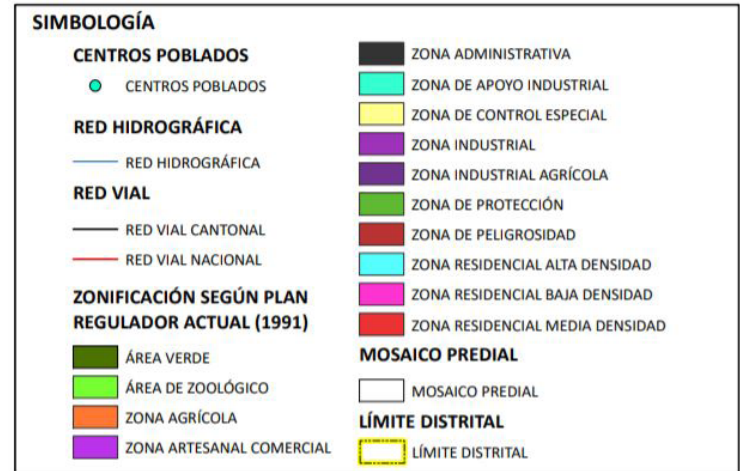 SIMBOLOGÍA
CENTROS POBLADOS
CENTROS POBLADOS
RED HIDROGRÁFICA
RED HIDROGRÁFICA
RED VIAL
RED VIAL CANTONAL
RED VIAL NACIONAL
ZONIFICACIÓN SEGÚN PLAN
REGULADOR ACTUAL (1991)
ÁREA VERDE
ÁREA DE ZOOLÓGICO
ZONA AGRÍCOLA
ZONA ARTESANAL COMERCIAL
ZONA ADMINISTRATIVA
ZONA DE APOYO INDUSTRIAL
ZONA DE CONTROL ESPECIAL
ZONA INDUSTRIAL
ZONA INDUSTRIAL AGRÍCOLA
ZONA DE PROTECCIÓN
ZONA DE PELIGROSIDAD
ZONA RESIDENCIAL ALTA DENSIDAD
ZONA RESIDENCIAL BAJA DENSIDAD
ZONA RESIDENCIAL MEDIA DENSIDAD
MOSAICO PREDIAL
MOSAICO PREDIAL
LÍMITE DISTRITAL
LÍMITE DISTRITAL